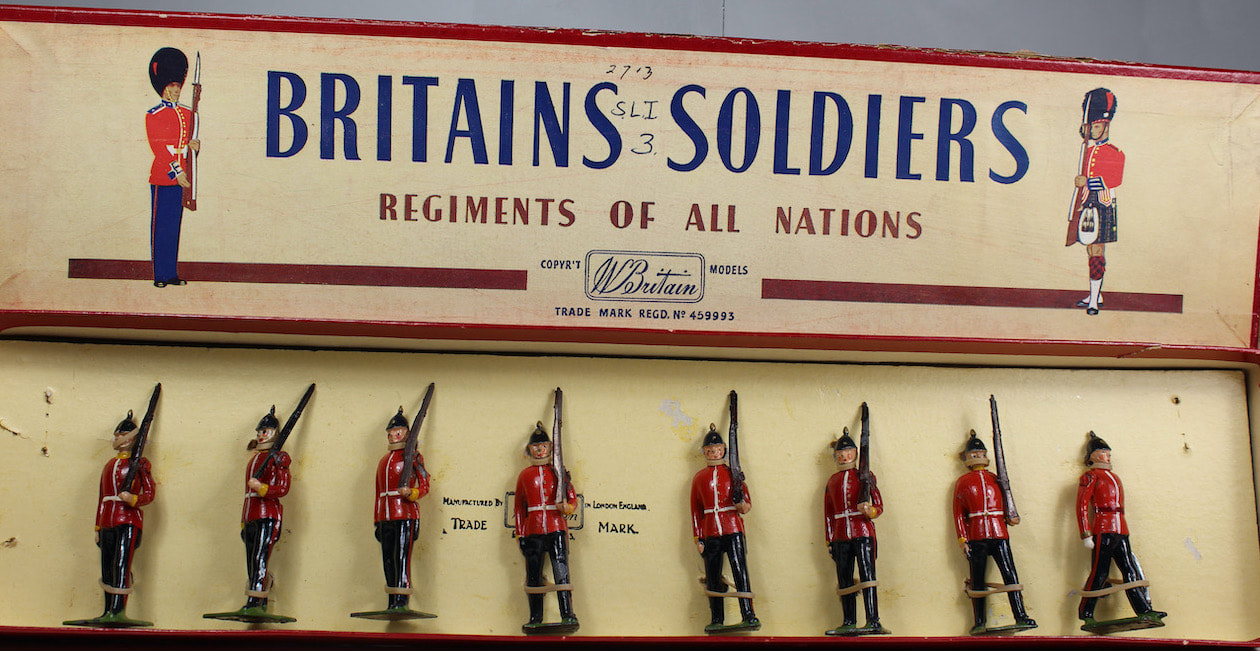 2713
S.L.I
3.
BRITAINS SOLDIERS
REGIMENTS OF ALL NATIONS
COPYR'T W Britain MODELS
TRADE MARK REGD. Nº 459993
MANUFACTURED BY IN LONDON ENGLAND.
TRADE MARK.